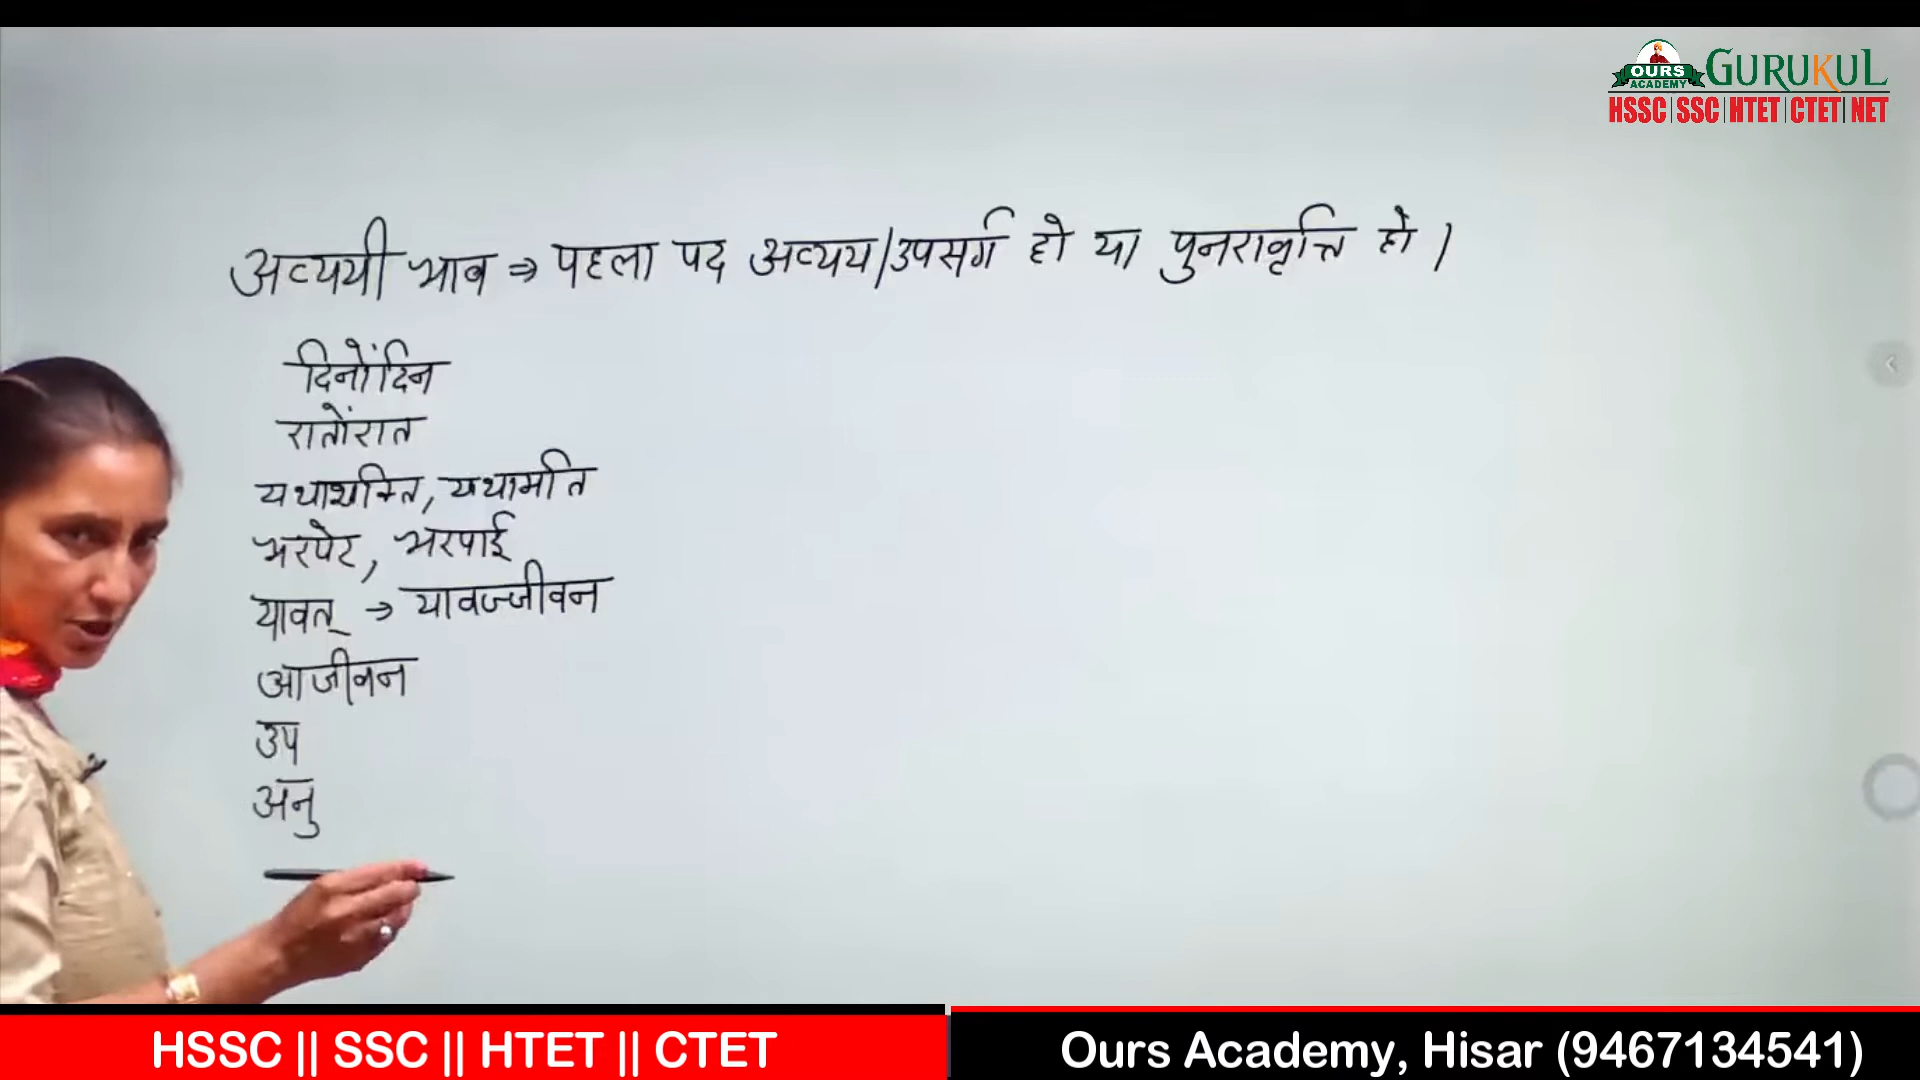 OURS ACADEMY GURUKUL
HSSC | SSC | HTET | CTET | NET
अव्ययी भाव ⇒ पहला पद अव्यय/उपसर्ग हो या पुनरावृत्ति हो।
दिनोंदिन
रातोंरात
यथाशक्ति, यथामति
भरपेट, भरपाई
यावत् → यावज्जीवन
आजीवन
उप
अनु
HSSC || SSC || HTET || CTET
Ours Academy, Hisar (9467134541)